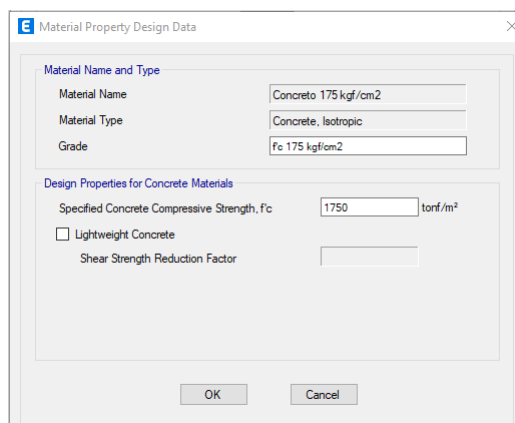 E Material Property Design Data
Material Name and Type
Material Name Concreto 175 kgf/cm2
Material Type Concrete, Isotropic
Grade f'c 175 kgf/cm2
Design Properties for Concrete Materials
Specified Concrete Compressive Strength, f'c 1750 tonf/m²
Lightweight Concrete
Shear Strength Reduction Factor
OK Cancel